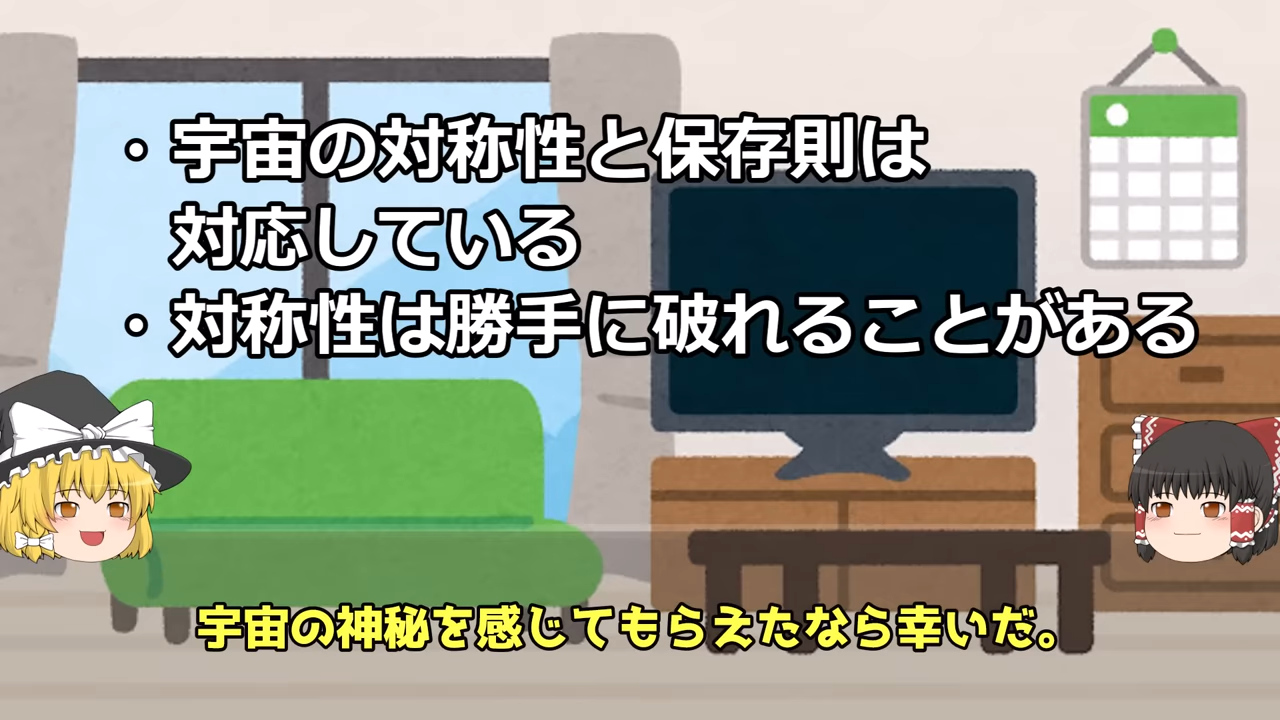 ・宇宙の対称性と保存則は
対応している
・対称性は勝手に破れることがある
宇宙の神秘を感じてもらえたなら幸いだ。